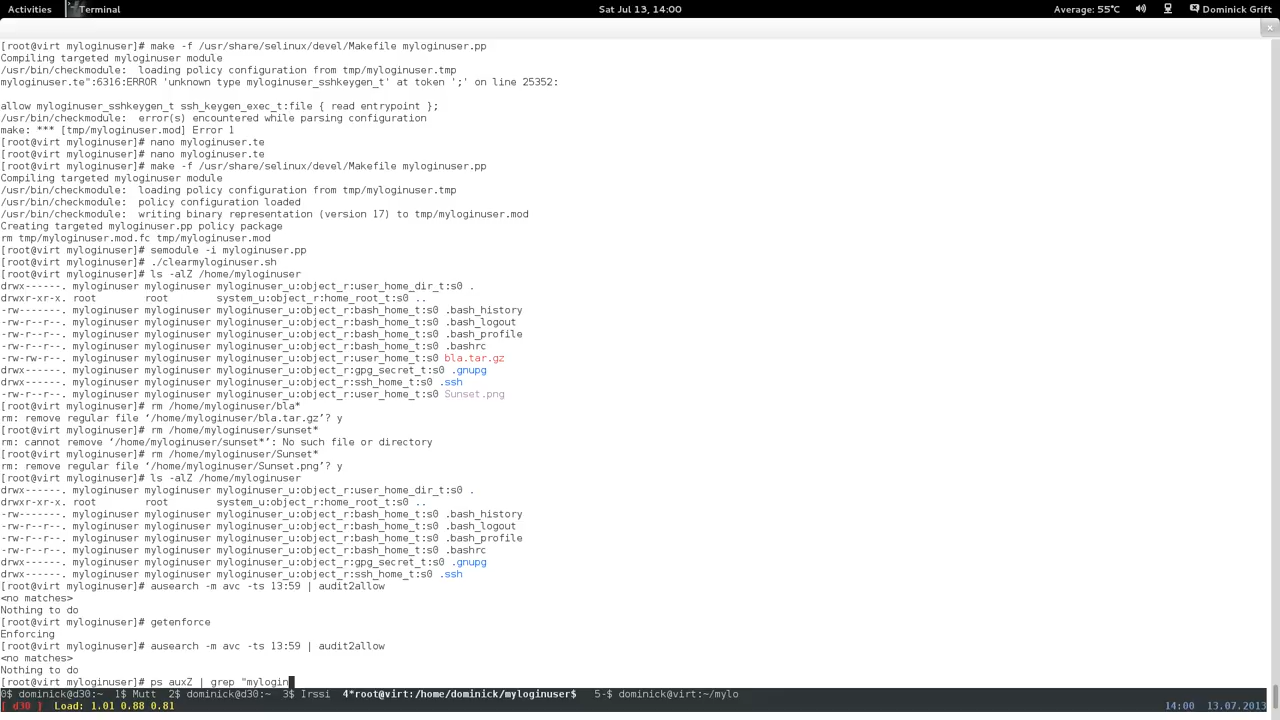 Activities Terminal Sat Jul 13, 14:00 Average: 55°C Dominick Grift
[root@virt myloginuser]# make -f /usr/share/selinux/devel/Makefile myloginuser.pp
Compiling targeted myloginuser module
/usr/bin/checkmodule:  loading policy configuration from tmp/myloginuser.tmp
myloginuser.te":6316:ERROR 'unknown type myloginuser_sshkeygen_t' at token ';' on line 25352:

allow myloginuser_sshkeygen_t ssh_keygen_exec_t:file { read entrypoint };
/usr/bin/checkmodule:  error(s) encountered while parsing configuration
make: *** [tmp/myloginuser.mod] Error 1
[root@virt myloginuser]# nano myloginuser.te
[root@virt myloginuser]# nano myloginuser.te
[root@virt myloginuser]# make -f /usr/share/selinux/devel/Makefile myloginuser.pp
Compiling targeted myloginuser module
/usr/bin/checkmodule:  loading policy configuration from tmp/myloginuser.tmp
/usr/bin/checkmodule:  policy configuration loaded
/usr/bin/checkmodule:  writing binary representation (version 17) to tmp/myloginuser.mod
Creating targeted myloginuser.pp policy package
rm tmp/myloginuser.mod.fc tmp/myloginuser.mod
[root@virt myloginuser]# semodule -i myloginuser.pp
[root@virt myloginuser]# ./clearmyloginuser.sh
[root@virt myloginuser]# ls -alZ /home/myloginuser
drwx------. myloginuser myloginuser myloginuser_u:object_r:user_home_dir_t:s0 .
drwxr-xr-x. root        root        system_u:object_r:home_root_t:s0 ..
-rw-------. myloginuser myloginuser myloginuser_u:object_r:bash_home_t:s0 .bash_history
-rw-r--r--. myloginuser myloginuser myloginuser_u:object_r:bash_home_t:s0 .bash_logout
-rw-r--r--. myloginuser myloginuser myloginuser_u:object_r:bash_home_t:s0 .bash_profile
-rw-r--r--. myloginuser myloginuser myloginuser_u:object_r:bash_home_t:s0 .bashrc
-rw-rw-r--. myloginuser myloginuser myloginuser_u:object_r:user_home_t:s0 bla.tar.gz
drwx------. myloginuser myloginuser myloginuser_u:object_r:gpg_secret_t:s0 .gnupg
drwx------. myloginuser myloginuser myloginuser_u:object_r:ssh_home_t:s0 .ssh
-rw-r--r--. myloginuser myloginuser myloginuser_u:object_r:user_home_t:s0 Sunset.png
[root@virt myloginuser]# rm /home/myloginuser/bla*
rm: remove regular file ‘/home/myloginuser/bla.tar.gz’? y
[root@virt myloginuser]# rm /home/myloginuser/sunset*
rm: cannot remove ‘/home/myloginuser/sunset*’: No such file or directory
[root@virt myloginuser]# rm /home/myloginuser/Sunset*
rm: remove regular file ‘/home/myloginuser/Sunset.png’? y
[root@virt myloginuser]# ls -alZ /home/myloginuser
drwx------. myloginuser myloginuser myloginuser_u:object_r:user_home_dir_t:s0 .
drwxr-xr-x. root        root        system_u:object_r:home_root_t:s0 ..
-rw-------. myloginuser myloginuser myloginuser_u:object_r:bash_home_t:s0 .bash_history
-rw-r--r--. myloginuser myloginuser myloginuser_u:object_r:bash_home_t:s0 .bash_logout
-rw-r--r--. myloginuser myloginuser myloginuser_u:object_r:bash_home_t:s0 .bash_profile
-rw-r--r--. myloginuser myloginuser myloginuser_u:object_r:bash_home_t:s0 .bashrc
drwx------. myloginuser myloginuser myloginuser_u:object_r:gpg_secret_t:s0 .gnupg
drwx------. myloginuser myloginuser myloginuser_u:object_r:ssh_home_t:s0 .ssh
[root@virt myloginuser]# ausearch -m avc -ts 13:59 | audit2allow
<no matches>
Nothing to do
[root@virt myloginuser]# getenforce
Enforcing
[root@virt myloginuser]# ausearch -m avc -ts 13:59 | audit2allow
<no matches>
Nothing to do
[root@virt myloginuser]# ps auxZ | grep "mylogin
0$ dominick@d30:~  1$ Mutt  2$ dominick@d30:~  3$ Irssi  4*root@virt:/home/dominick/myloginuser$   5-$ dominick@virt:~/mylo
[ d30 ] Load: 1.01 0.88 0.81 14:00 13.07.2013